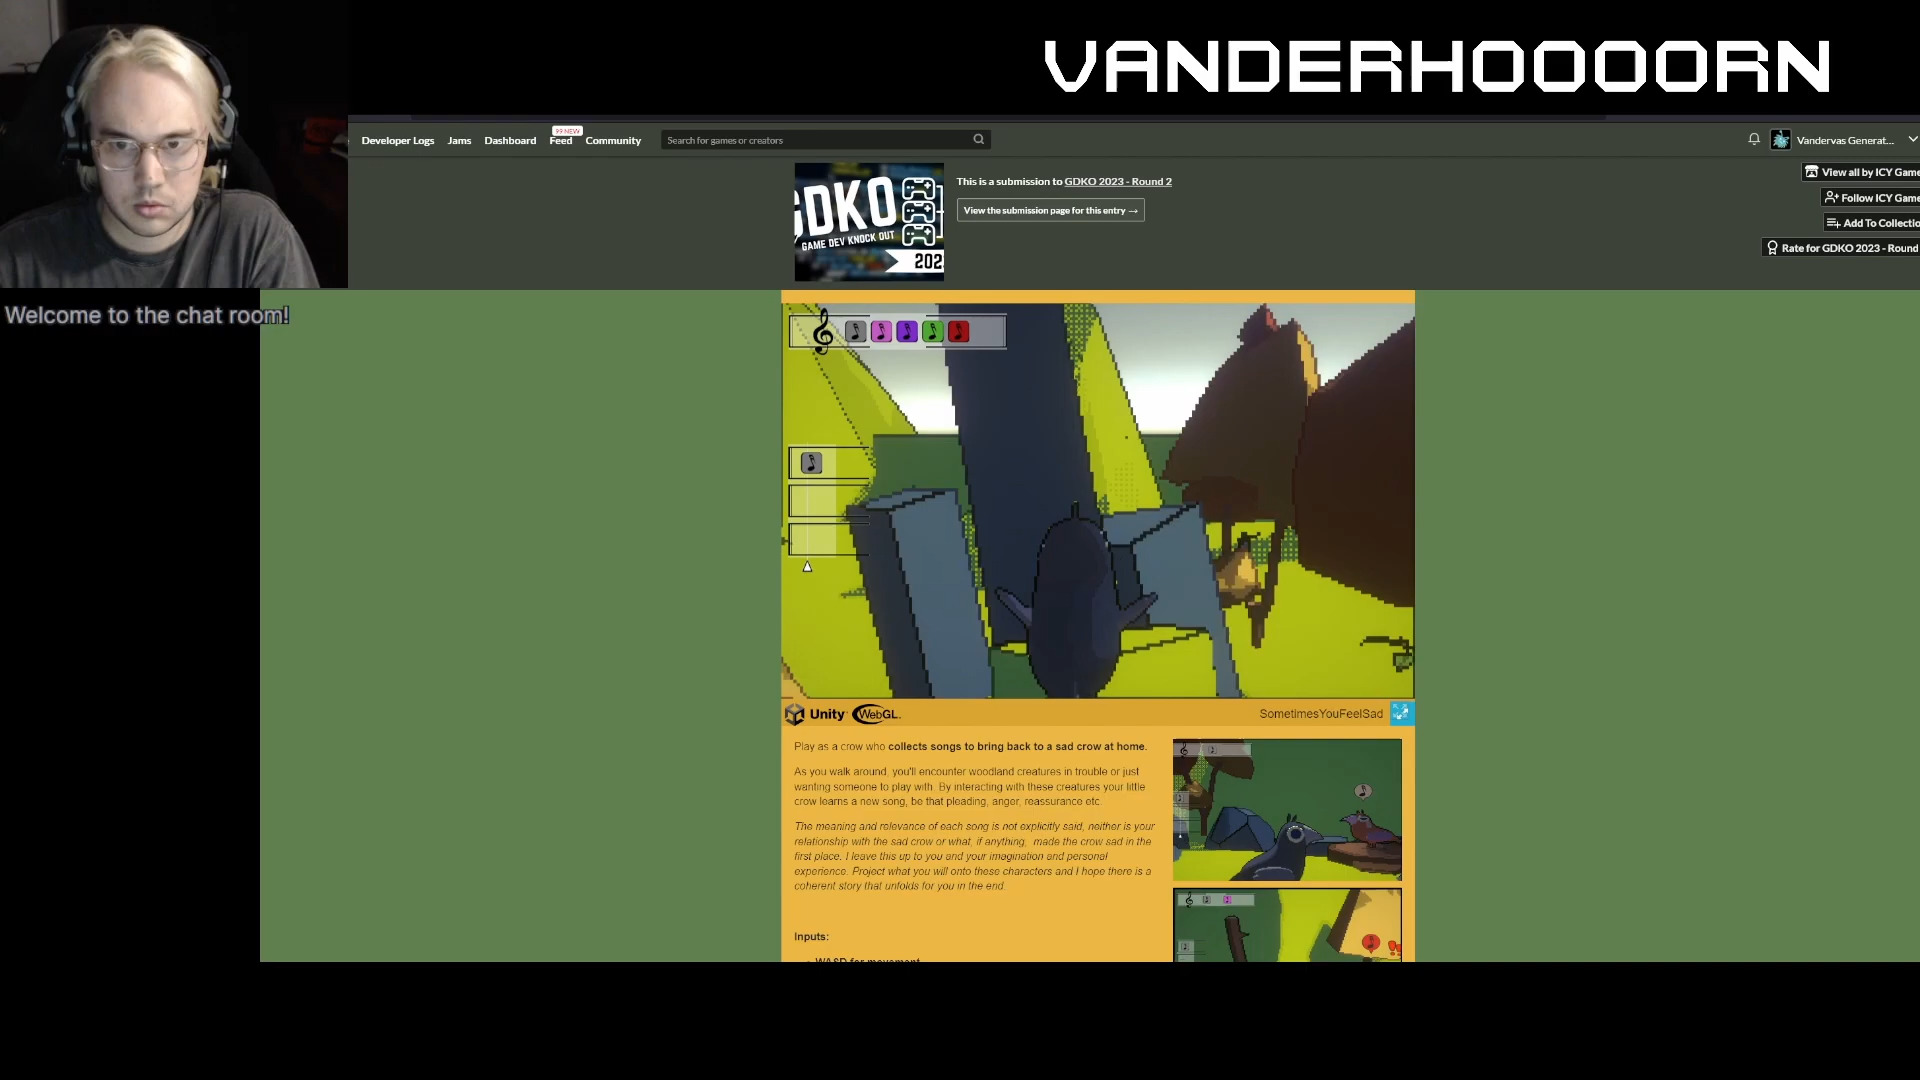 VANDERHOOOORN
Developer Logs Jams Dashboard 99 NEW Feed Community Search for games or creators Vandervas Generat...
View all by ICY Game
Follow ICY Game
Add To Collectio
Rate for GDKO 2023 - Round
GDKO
GAME DEV KNOCK OUT
202
This is a submission to GDKO 2023 - Round 2
View the submission page for this entry →
Welcome to the chat room!
Unity WebGL. SometimesYouFeelSad
Play as a crow who collects songs to bring back to a sad crow at home.
As you walk around, you'll encounter woodland creatures in trouble or just
wanting someone to play with. By interacting with these creatures your little
crow learns a new song, be that pleading, anger, reassurance etc.
The meaning and relevance of each song is not explicitly said, neither is your
relationship with the sad crow or what, if anything, made the crow sad in the
first place. I leave this up to you and your imagination and personal
experience. Project what you will onto these characters and I hope there is a
coherent story that unfolds for you in the end.
Inputs:
WASD for movement